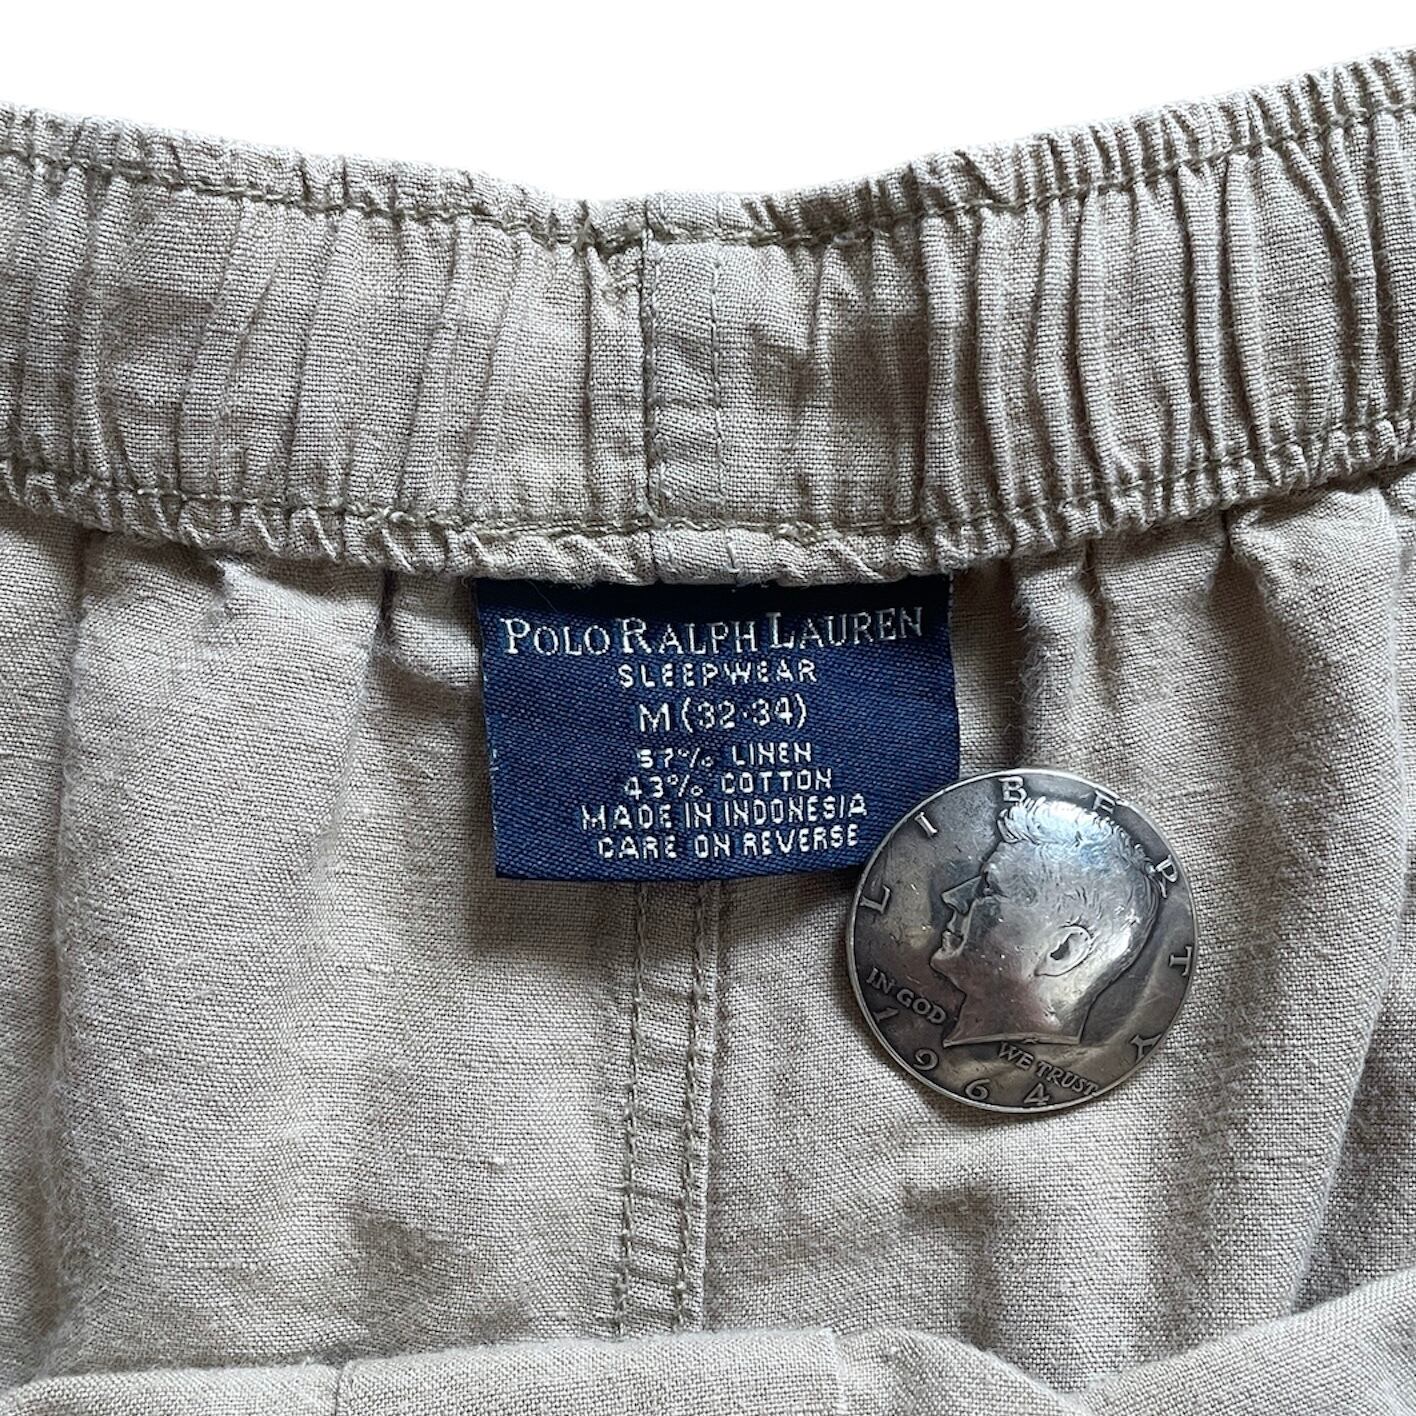 POLO RALPH LAUREN
SLEEPWEAR
M (32·34)
57% LINEN
43% COTTON
MADE IN INDONESIA
CARE ON REVERSE
LIBERTY
IN GOD WE TRUST
1964